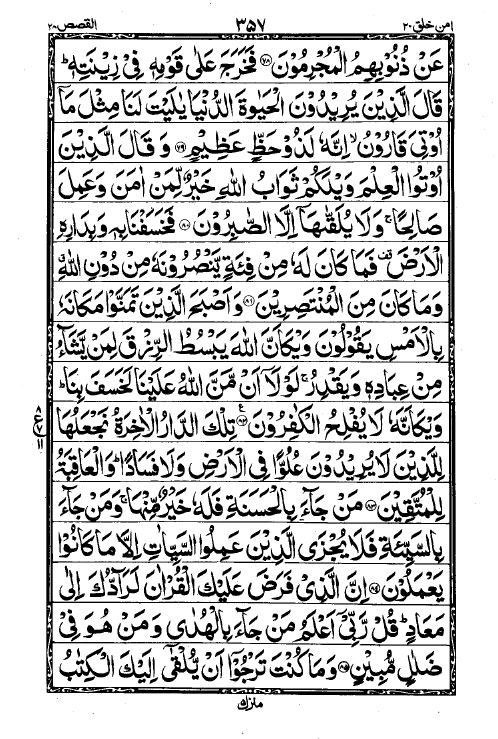 امن خلق ٢٠ ٣٥٧ القصص ٢٨
عَنْ ذُنُوْبِهِمُ الْمُجْرِمُوْنَ ﴿٧٨﴾ فَخَرَجَ عَلٰى قَوْمِهٖ فِيْ زِيْنَتِهٖ ؕ
قَالَ الَّذِيْنَ يُرِيْدُوْنَ الْحَيٰوةَ الدُّنْيَا يٰلَيْتَ لَنَا مِثْلَ مَاۤ
اُوْتِيَ قَارُوْنُ ۙ اِنَّهٗ لَذُوْ حَظٍّ عَظِيْمٍ ﴿٧٩﴾ وَ قَالَ الَّذِيْنَ
اُوْتُوا الْعِلْمَ وَيْلَكُمْ ثَوَابُ اللّٰهِ خَيْرٌ لِّمَنْ اٰمَنَ وَعَمِلَ
صَالِحًا ۚ وَلَا يُلَقّٰىهَاۤ اِلَّا الصّٰبِرُوْنَ ﴿٨٠﴾ فَخَسَفْنَا بِهٖ وَبِدَارِهِ
الْاَرْضَ ۫ فَمَا كَانَ لَهٗ مِنْ فِئَةٍ يَّنْصُرُوْنَهٗ مِنْ دُوْنِ اللّٰهِ ۗ
وَمَا كَانَ مِنَ الْمُنْتَصِرِيْنَ ﴿٨١﴾ وَاَصْبَحَ الَّذِيْنَ تَمَنَّوْا مَكَانَهٗ
بِالْاَمْسِ يَقُوْلُوْنَ وَيْكَاَنَّ اللّٰهَ يَبْسُطُ الرِّزْقَ لِمَنْ يَّشَآءُ
مِنْ عِبَادِهٖ وَيَقْدِرُ ۚ لَوْلَاۤ اَنْ مَّنَّ اللّٰهُ عَلَيْنَا لَخَسَفَ بِنَا ؕ
وَيْكَاَنَّهٗ لَا يُفْلِحُ الْكٰفِرُوْنَ ﴿٨٢﴾ تِلْكَ الدَّارُ الْاٰخِرَةُ نَجْعَلُهَا
لِلَّذِيْنَ لَا يُرِيْدُوْنَ عُلُوًّا فِي الْاَرْضِ وَلَا فَسَادًا ؕ وَالْعَاقِبَةُ
لِلْمُتَّقِيْنَ ﴿٨٣﴾ مَنْ جَآءَ بِالْحَسَنَةِ فَلَهٗ خَيْرٌ مِّنْهَا ۚ وَمَنْ جَآءَ
بِالسَّيِّئَةِ فَلَا يُجْزَى الَّذِيْنَ عَمِلُوا السَّيِّاٰتِ اِلَّا مَا كَانُوْا
يَعْمَلُوْنَ ﴿٨٤﴾ اِنَّ الَّذِيْ فَرَضَ عَلَيْكَ الْقُرْاٰنَ لَرَآدُّكَ اِلٰى
مَعَادٍ ؕ قُلْ رَّبِّيْۤ اَعْلَمُ مَنْ جَآءَ بِالْهُدٰى وَ مَنْ هُوَ فِيْ
ضَلٰلٍ مُّبِيْنٍ ﴿٨٥﴾ وَمَا كُنْتَ تَرْجُوْۤا اَنْ يُّلْقٰۤى اِلَيْكَ الْكِتٰبُ
٨
ع ٧
١١
منزل